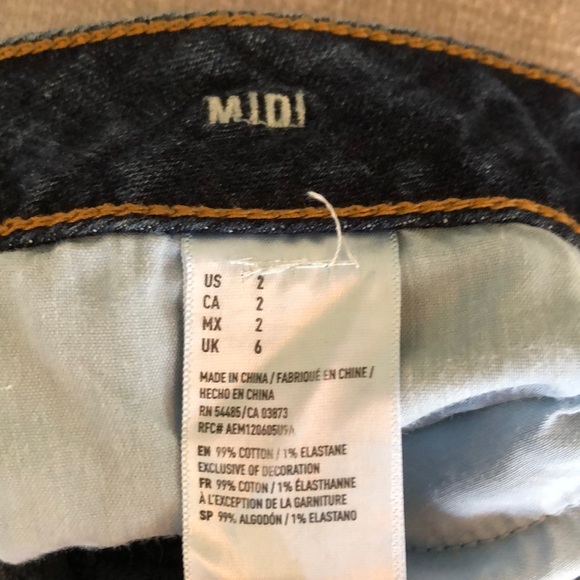 MIDI
US 2
CA 2
MX 2
UK 6
MADE IN CHINA / FABRIQUÉ EN CHINE /
HECHO EN CHINA
RN 54485/CA 03873
RFC# AEM120605U9A
EN 99% COTTON / 1% ELASTANE
EXCLUSIVE OF DECORATION
FR 99% COTON / 1% ÉLASTHANNE
À L'EXCEPTION DE LA GARNITURE
SP 99% ALGODÓN / 1% ELASTANO